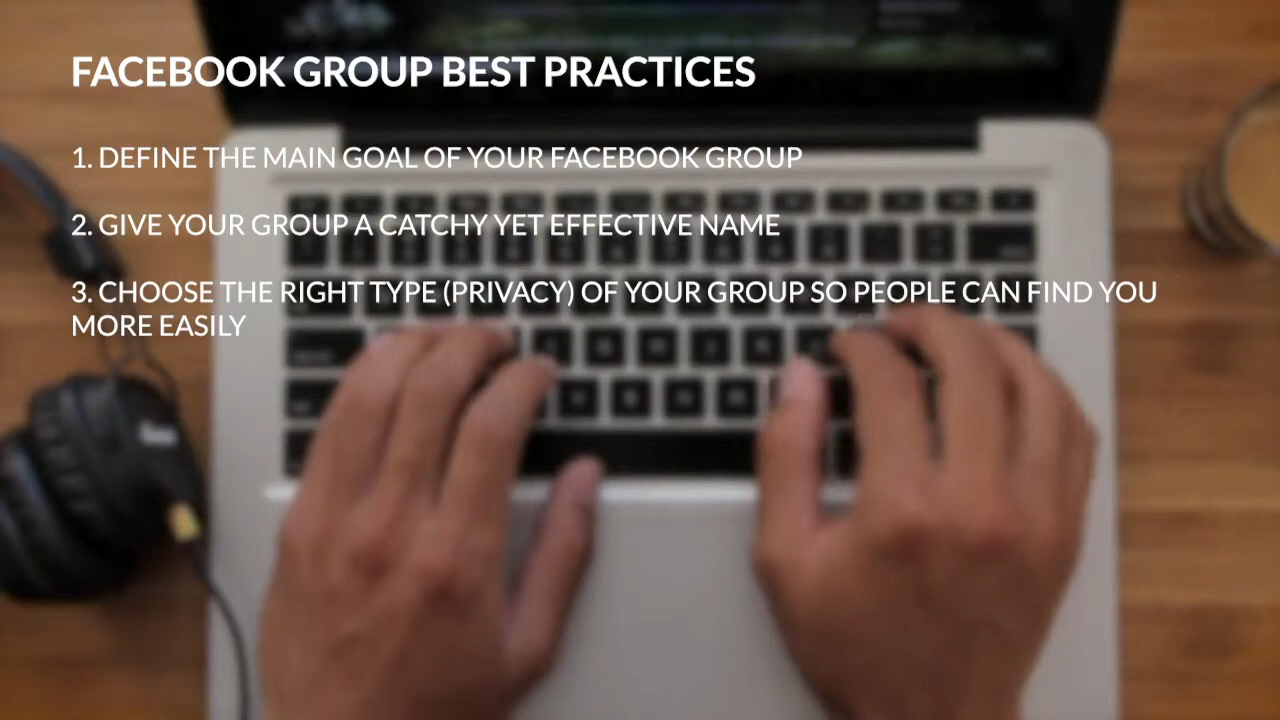 FACEBOOK GROUP BEST PRACTICES
1. DEFINE THE MAIN GOAL OF YOUR FACEBOOK GROUP
2. GIVE YOUR GROUP A CATCHY YET EFFECTIVE NAME
3. CHOOSE THE RIGHT TYPE (PRIVACY) OF YOUR GROUP SO PEOPLE CAN FIND YOU
MORE EASILY